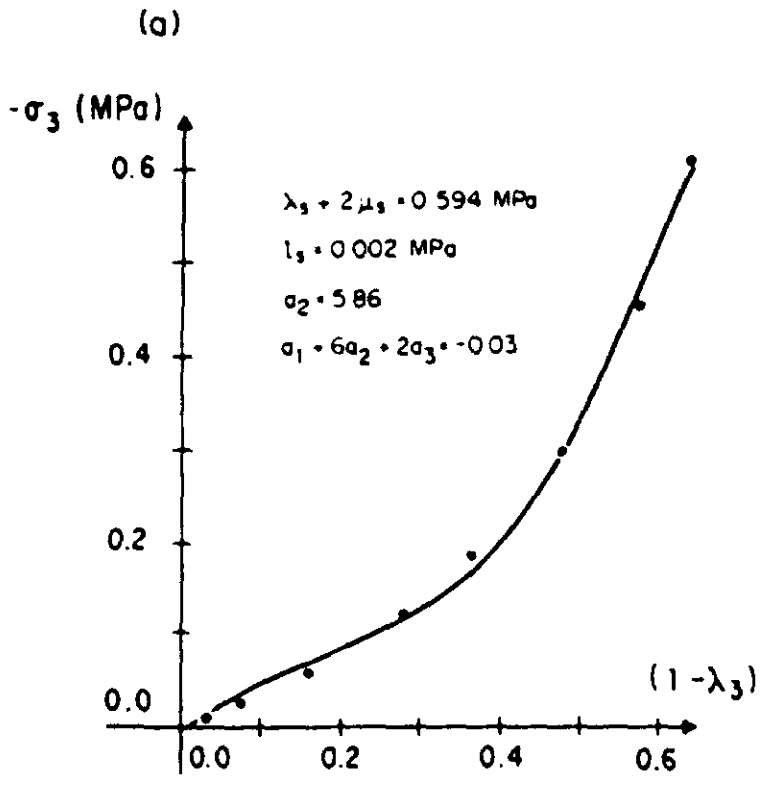 (a)
-σ3 (MPa)
0.6
λs + 2μs = 0.594 MPa
ls = 0.002 MPa
a2 = 5.86
a1 + 6a2 + 2a3 = -0.03
0.4
0.2
(1-λ3)
0.0
0.0 0.2 0.4 0.6